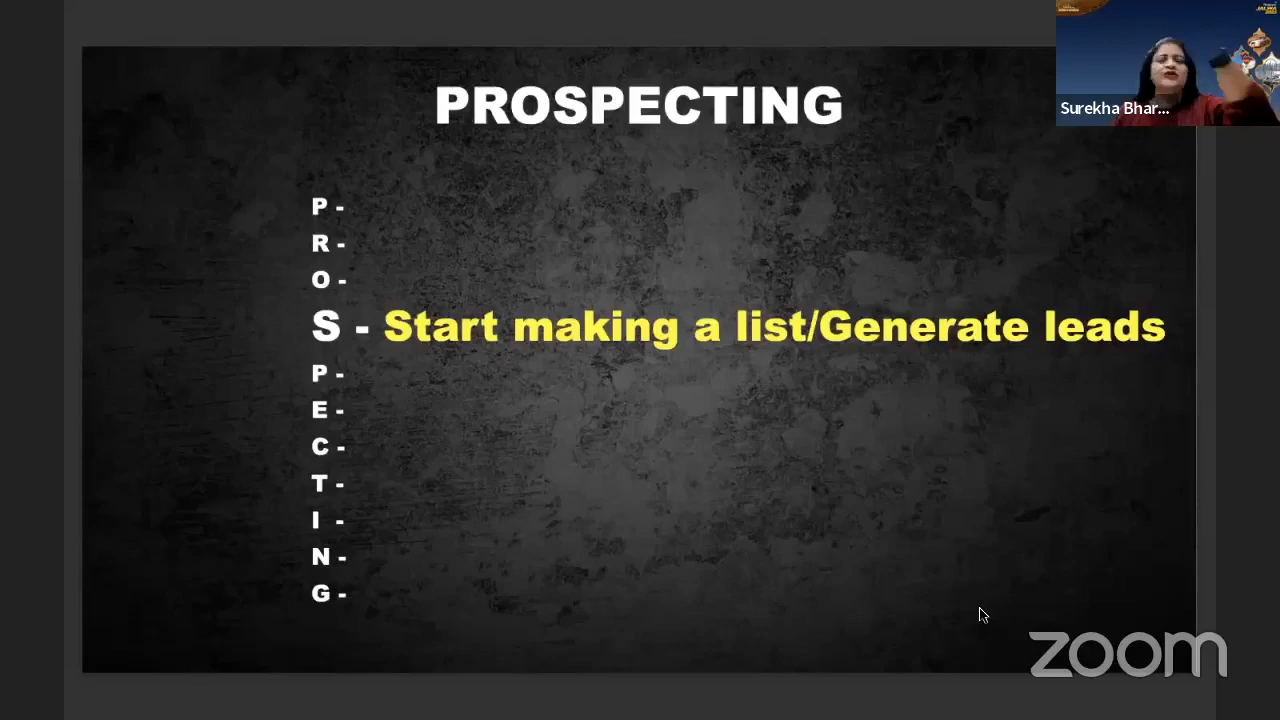 PROSPECTING
P -
R -
O -
S - Start making a list/Generate leads
P -
E -
C -
T -
I -
N -
G -
Surekha Bhar...
zoom